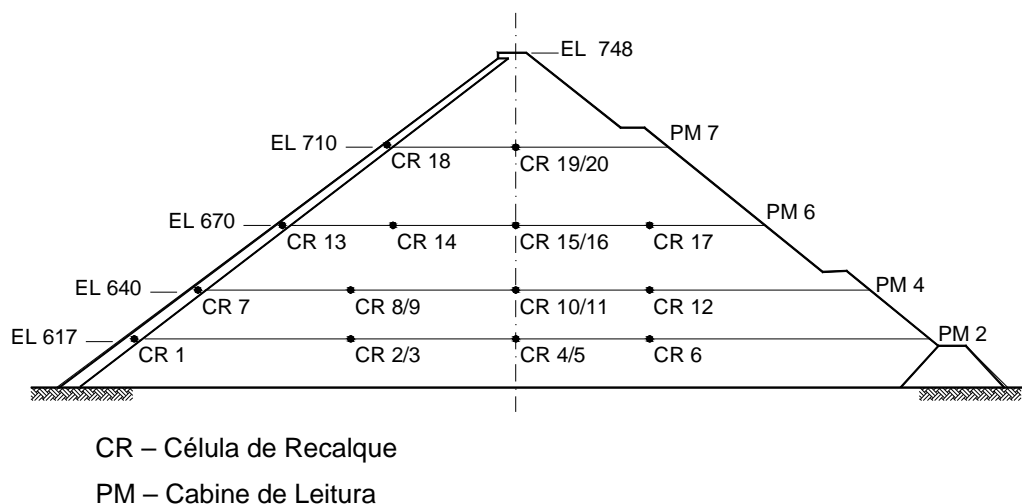 EL 748
EL 710
PM 7
CR 18
CR 19/20
EL 670
PM 6
CR 13
CR 14
CR 15/16
CR 17
EL 640
PM 4
CR 7
CR 8/9
CR 10/11
CR 12
EL 617
PM 2
CR 1
CR 2/3
CR 4/5
CR 6
CR – Célula de Recalque
PM – Cabine de Leitura